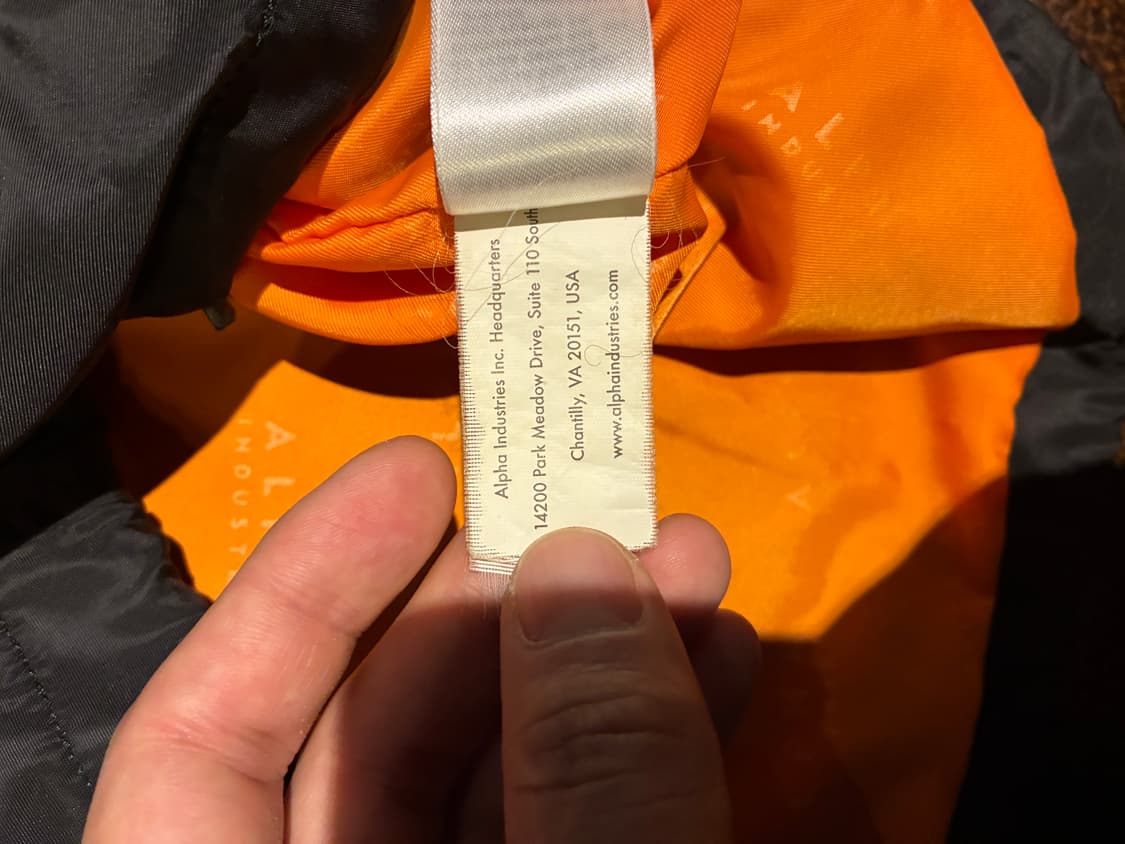 Alpha Industries Inc. Headquarters
14200 Park Meadow Drive, Suite 110 South
Chantilly, VA 20151, USA
www.alphaindustries.com